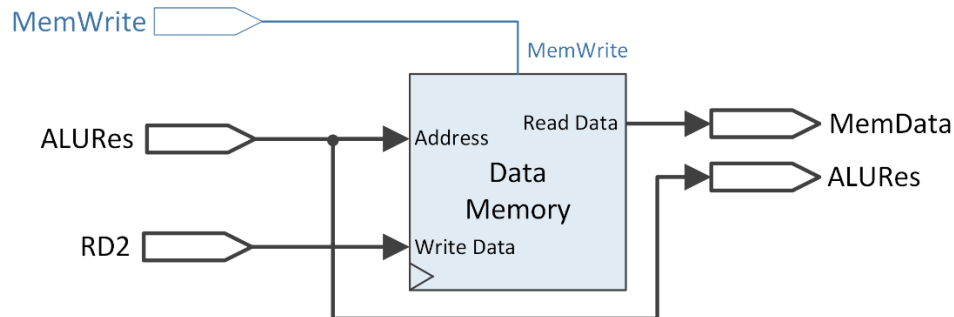 MemWrite
MemWrite
ALURes
Address
Read Data
MemData
Data
Memory
ALURes
RD2
Write Data